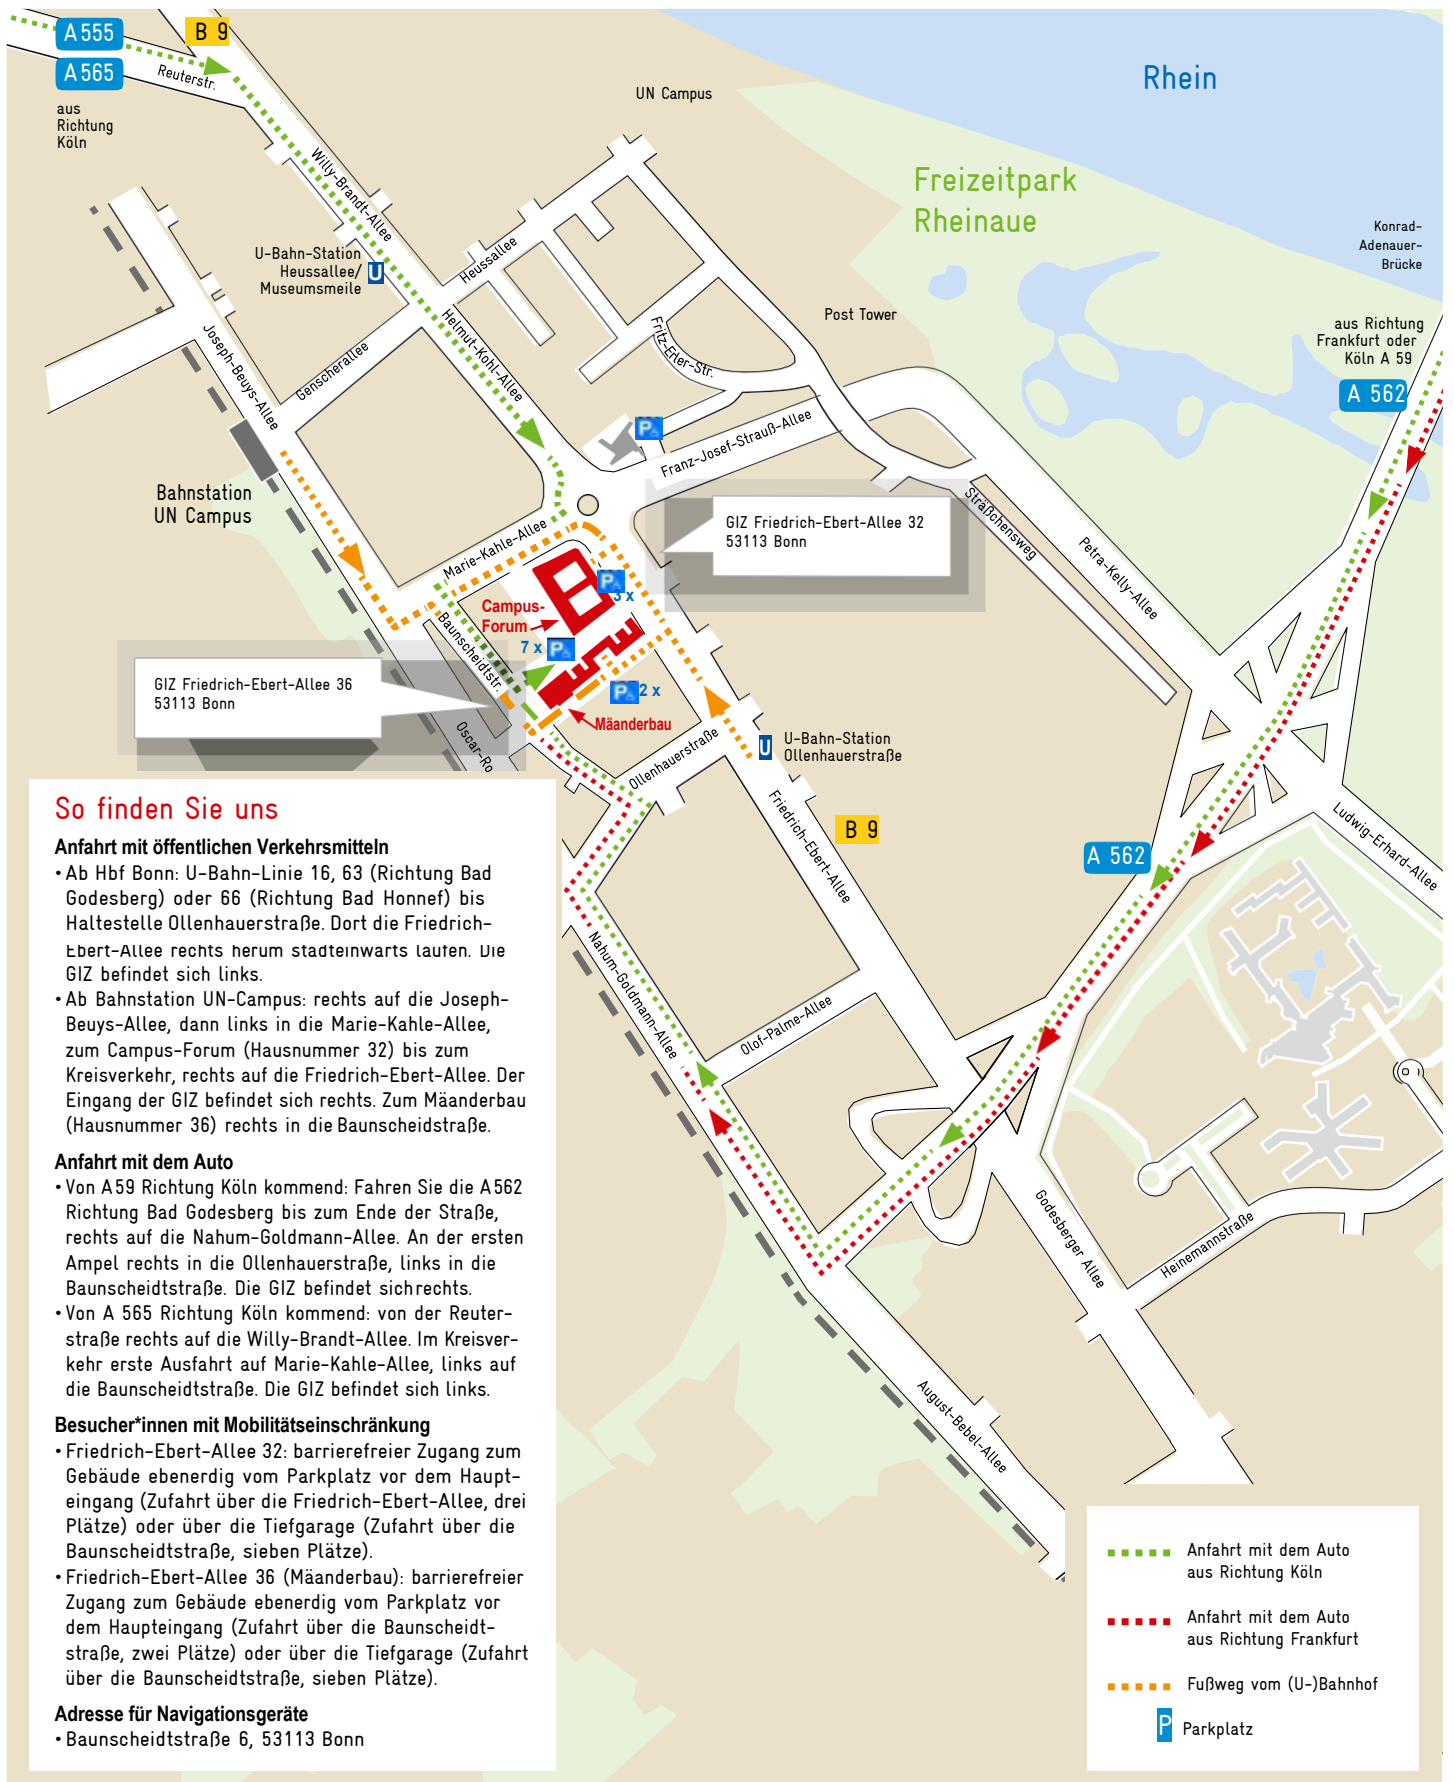 A 555
B 9
A 565
Reuterstr.
aus
Richtung
Köln
UN Campus
Rhein
Willy-Brandt-Allee
Freizeitpark
Rheinaue
Konrad-
Adenauer-
Brücke
U-Bahn-Station
Heussallee/
Museumsmeile
U
Heussallee
Post Tower
aus Richtung
Frankfurt oder
Köln A 59
A 562
Joseph-Beuys-Allee
Genscherallee
Helmut-Kohl-Allee
Fritz-Erler-Str.
P
Franz-Josef-Strauß-Allee
Bahnstation
UN Campus
Marie-Kahle-Allee
GIZ Friedrich-Ebert-Allee 32
53113 Bonn
Sträßchensweg
Petra-Kelly-Allee
Campus-
Forum
P
3 x
7 x P
Baunscheidtstr.
P 2 x
Mäanderbau
GIZ Friedrich-Ebert-Allee 36
53113 Bonn
Oscar-Ro
Ollenhauerstraße
U
U-Bahn-Station
Ollenhauerstraße
Friedrich-Ebert-Allee
B 9
A 562
Ludwig-Erhard-Allee
Nahum-Goldmann-Allee
Olof-Palme-Allee
Godesberger Allee
Heinemannstraße
August-Bebel-Allee
So finden Sie uns
Anfahrt mit öffentlichen Verkehrsmitteln
• Ab Hbf Bonn: U-Bahn-Linie 16, 63 (Richtung Bad
Godesberg) oder 66 (Richtung Bad Honnef) bis
Haltestelle Ollenhauerstraße. Dort die Friedrich-
Ebert-Allee rechts herum stadteinwärts laufen. Die
GIZ befindet sich links.
• Ab Bahnstation UN-Campus: rechts auf die Joseph-
Beuys-Allee, dann links in die Marie-Kahle-Allee,
zum Campus-Forum (Hausnummer 32) bis zum
Kreisverkehr, rechts auf die Friedrich-Ebert-Allee. Der
Eingang der GIZ befindet sich rechts. Zum Mäanderbau
(Hausnummer 36) rechts in die Baunscheidstraße.
Anfahrt mit dem Auto
• Von A59 Richtung Köln kommend: Fahren Sie die A562
Richtung Bad Godesberg bis zum Ende der Straße,
rechts auf die Nahum-Goldmann-Allee. An der ersten
Ampel rechts in die Ollenhauerstraße, links in die
Baunscheidtstraße. Die GIZ befindet sichrechts.
• Von A 565 Richtung Köln kommend: von der Reuter-
straße rechts auf die Willy-Brandt-Allee. Im Kreisver-
kehr erste Ausfahrt auf Marie-Kahle-Allee, links auf
die Baunscheidtstraße. Die GIZ befindet sich links.
Besucher*innen mit Mobilitätseinschränkung
• Friedrich-Ebert-Allee 32: barrierefreier Zugang zum
Gebäude ebenerdig vom Parkplatz vor dem Haupt-
eingang (Zufahrt über die Friedrich-Ebert-Allee, drei
Plätze) oder über die Tiefgarage (Zufahrt über die
Baunscheidtstraße, sieben Plätze).
• Friedrich-Ebert-Allee 36 (Mäanderbau): barrierefreier
Zugang zum Gebäude ebenerdig vom Parkplatz vor
dem Haupteingang (Zufahrt über die Baunscheidt-
straße, zwei Plätze) oder über die Tiefgarage (Zufahrt
über die Baunscheidtstraße, sieben Plätze).
Adresse für Navigationsgeräte
• Baunscheidtstraße 6, 53113 Bonn
Anfahrt mit dem Auto
aus Richtung Köln
Anfahrt mit dem Auto
aus Richtung Frankfurt
Fußweg vom (U-)Bahnhof
P Parkplatz